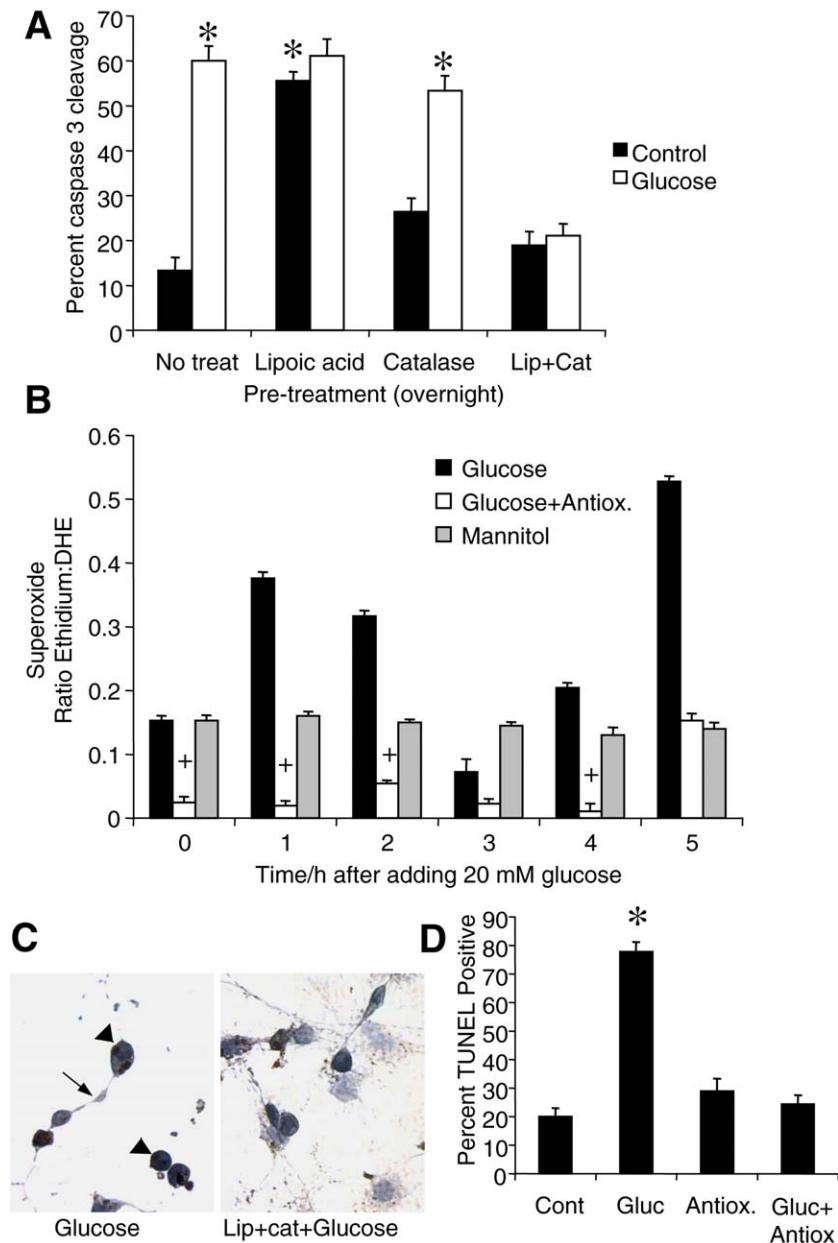 A
Percent caspase 3 cleavage
70
60
50
40
30
20
10
0
*
*
*
Control
Glucose
No treat Lipoic acid Catalase Lip+Cat
Pre-treatment (overnight)
B
Superoxide
Ratio Ethidium:DHE
0.6
0.5
0.4
0.3
0.2
0.1
0
Glucose
Glucose+Antiox.
Mannitol
+ + + +
0 1 2 3 4 5
Time/h after adding 20 mM glucose
C
Glucose Lip+cat+Glucose
D
Percent TUNEL Positive
90
80
70
60
50
40
30
20
10
0
*
Cont Gluc Antiox. Gluc+
Antiox